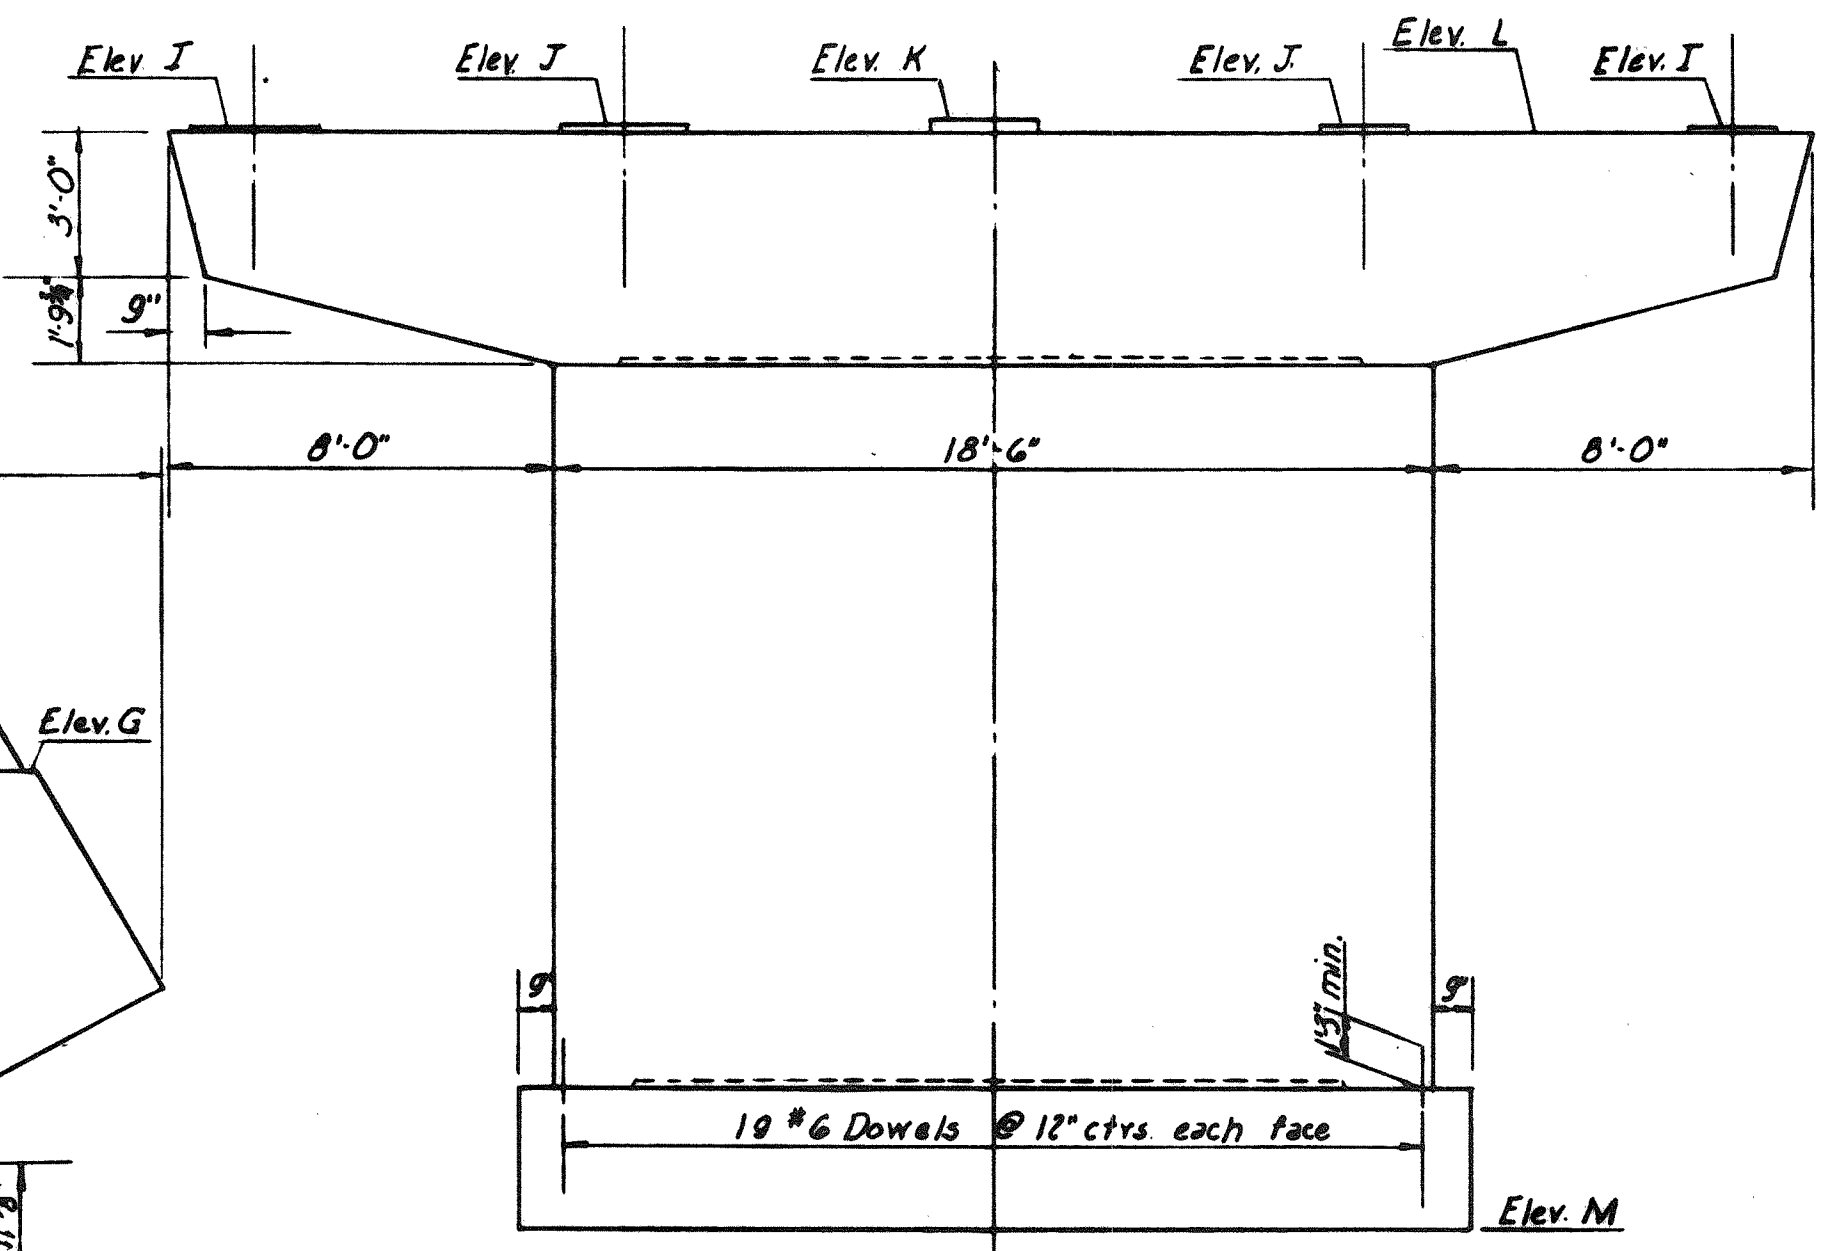 Elev. I
Elev. J
Elev. K
Elev. J.
Elev. L
Elev. I
3'-0"
1'-9¾"
9"
8'-0"
18'-6"
8'-0"
Elev. G
9"
1'3" min.
9"
19 #6 Dowels @ 12" ctrs. each face
Elev. M